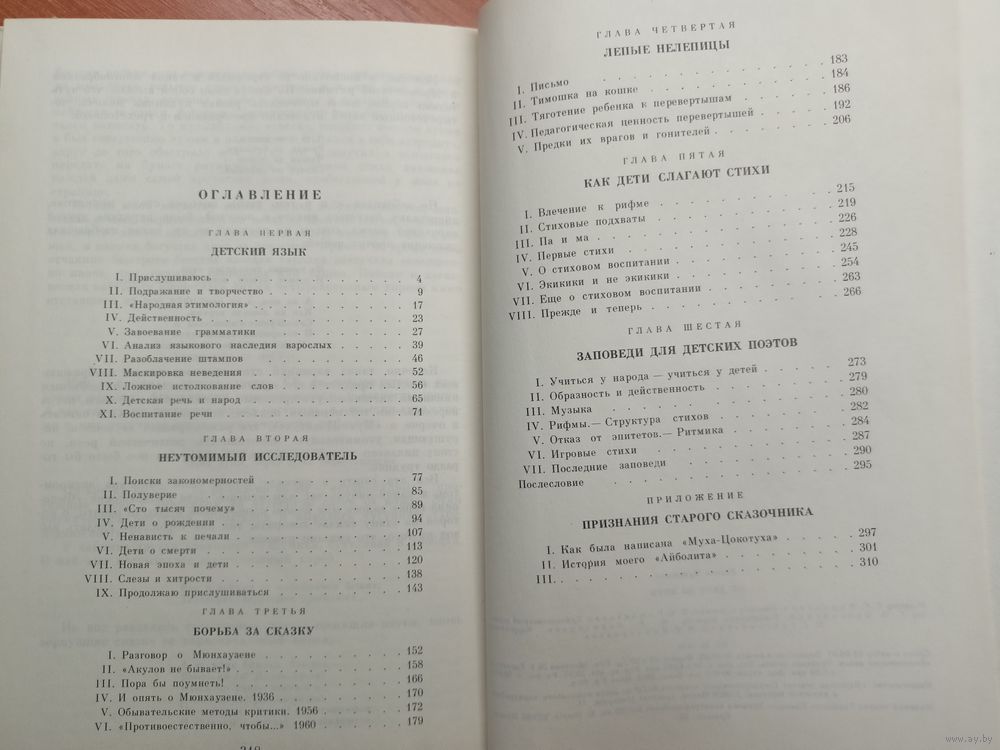 ОГЛАВЛЕНИЕ
ГЛАВА ПЕРВАЯ
ДЕТСКИЙ ЯЗЫК
I. Прислушиваюсь . . . . . . . . . . . 4
II. Подражание и творчество . . . . . . . . 9
III. «Народная этимология» . . . . . . . . . 17
IV. Действенность . . . . . . . . . . . 23
V. Завоевание грамматики . . . . . . . . 27
VI. Анализ языкового наследия взрослых . . . . . 39
VII. Разоблачение штампов . . . . . . . . . 46
VIII. Маскировка неведения . . . . . . . . . 52
IX. Ложное истолкование слов . . . . . . . 56
X. Детская речь и народ . . . . . . . . . 65
XI. Воспитание речи . . . . . . . . . . 71
ГЛАВА ВТОРАЯ
НЕУТОМИМЫЙ ИССЛЕДОВАТЕЛЬ
I. Поиски закономерностей . . . . . . . . 77
II. Полуверие . . . . . . . . . . . 85
III. «Сто тысяч почему» . . . . . . . . . 89
IV. Дети о рождении . . . . . . . . . . 94
V. Ненависть к печали . . . . . . . . . 107
VI. Дети о смерти . . . . . . . . . . 113
VII. Новая эпоха и дети . . . . . . . . . 120
VIII. Слезы и хитрости . . . . . . . . . 138
IX. Продолжаю прислушиваться . . . . . . . 143
ГЛАВА ТРЕТЬЯ
БОРЬБА ЗА СКАЗКУ
I. Разговор о Мюнхаузене . . . . . . . . 152
II. «Акулов не бывает!» . . . . . . . . . 158
III. Пора бы поумнеть! . . . . . . . . . 166
IV. И опять о Мюнхаузене. 1936 . . . . . . . 170
V. Обывательские методы критики. 1956 . . . . . 172
VI. «Противоестественно, чтобы...» 1960 . . . . . 179
ГЛАВА ЧЕТВЕРТАЯ
ЛЕПЫЕ НЕЛЕПИЦЫ
I. Письмо . . . . . . . . . . . 183
II. Тимошка на кошке . . . . . . . . . 184
III. Тяготение ребенка к перевертышам . . . . . 186
IV. Педагогическая ценность перевертышей . . . . 192
V. Предки их врагов и гонителей . . . . . . 206
ГЛАВА ПЯТАЯ
КАК ДЕТИ СЛАГАЮТ СТИХИ
I. Влечение к рифме . . . . . . . . . 215
II. Стиховые подхваты . . . . . . . . . 219
III. Па и ма . . . . . . . . . . . 226
IV. Первые стихи . . . . . . . . . . 228
V. О стиховом воспитании . . . . . . . . 245
VI. Экикики и не экикики . . . . . . . . 254
VII. Еще о стиховом воспитании . . . . . . . 263
VIII. Прежде и теперь . . . . . . . . . 266
ГЛАВА ШЕСТАЯ
ЗАПОВЕДИ ДЛЯ ДЕТСКИХ ПОЭТОВ
I. Учиться у народа — учиться у детей . . . . . 273
II. Образность и действенность . . . . . . . 279
III. Музыка . . . . . . . . . . . 280
IV. Рифмы.— Структура стихов . . . . . . . 282
V. Отказ от эпитетов.— Ритмика . . . . . . 284
VI. Игровые стихи . . . . . . . . . . 287
VII. Последние заповеди . . . . . . . . . 290
Послесловие . . . . . . . . . . . 295
ПРИЛОЖЕНИЕ
ПРИЗНАНИЯ СТАРОГО СКАЗОЧНИКА
I. Как была написана «Муха-Цокотуха» . . . . . 297
II. История моего «Айболита» . . . . . . . 301
III. . . . . . . . . . . . . . 310
www.ay.by